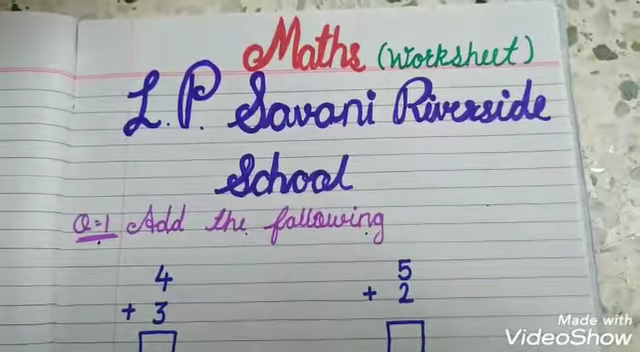 Maths (Worksheet)
L.P. Savani Riverside
School
Q:1 Add the following
4
+ 3
5
+ 2
Made with
VideoShow